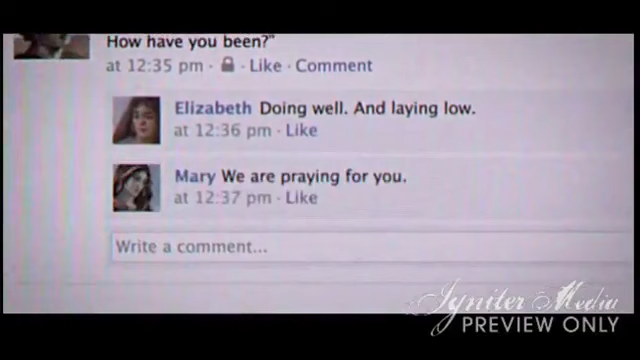 How have you been?"
at 12:35 pm · Like · Comment
Elizabeth Doing well. And laying low.
at 12:36 pm · Like
Mary We are praying for you.
at 12:37 pm · Like
Write a comment...
Igniter Media
PREVIEW ONLY